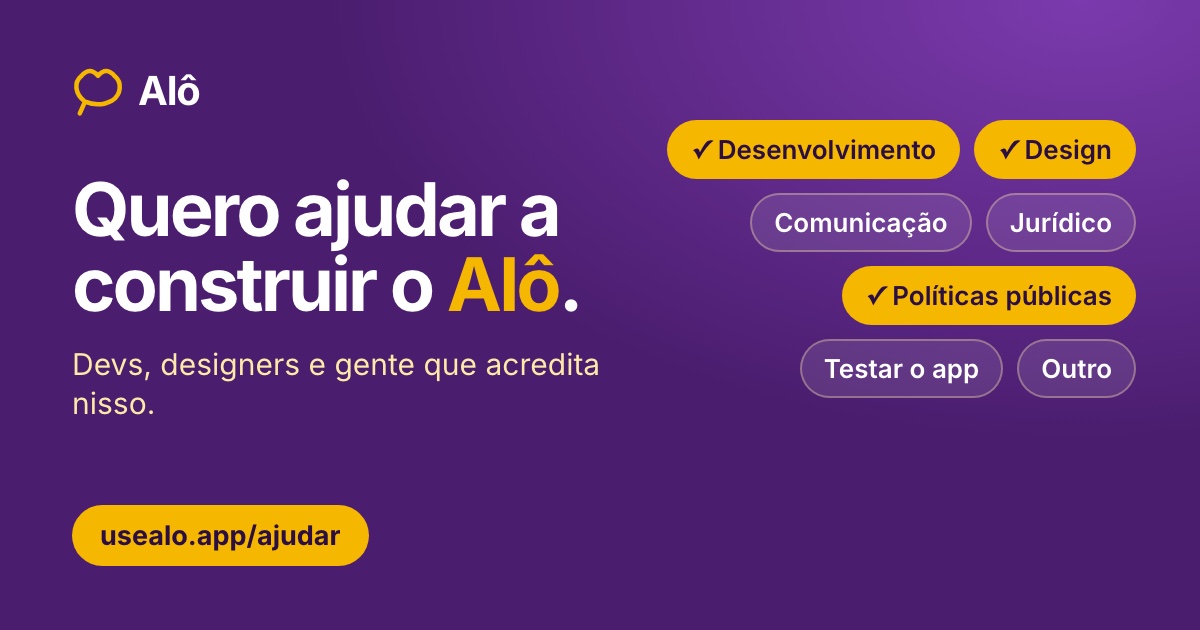 Alô
Quero ajudar a
construir o Alô.
Devs, designers e gente que acredita
nisso.
usealo.app/ajudar
✓Desenvolvimento ✓Design
Comunicação Jurídico
✓Políticas públicas
Testar o app Outro